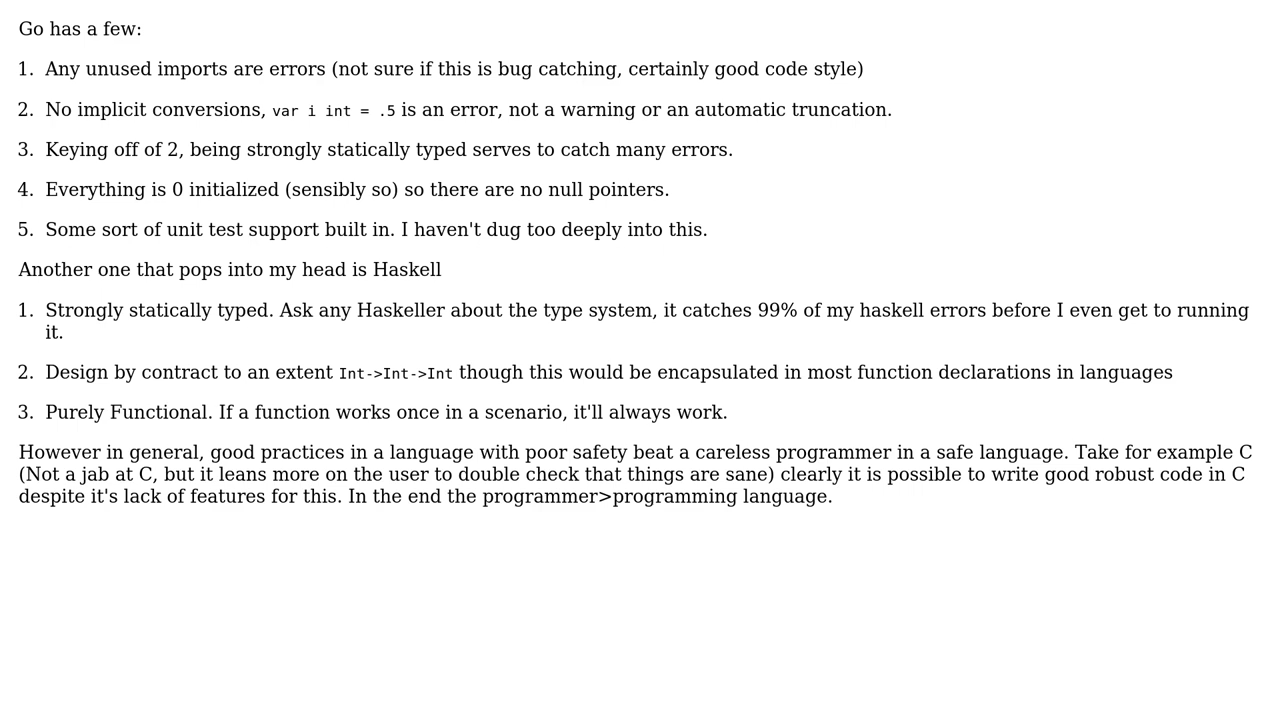 Go has a few:
1. Any unused imports are errors (not sure if this is bug catching, certainly good code style)
2. No implicit conversions, var i int = .5 is an error, not a warning or an automatic truncation.
3. Keying off of 2, being strongly statically typed serves to catch many errors.
4. Everything is 0 initialized (sensibly so) so there are no null pointers.
5. Some sort of unit test support built in. I haven't dug too deeply into this.
Another one that pops into my head is Haskell
1. Strongly statically typed. Ask any Haskeller about the type system, it catches 99% of my haskell errors before I even get to running
it.
2. Design by contract to an extent Int->Int->Int though this would be encapsulated in most function declarations in languages
3. Purely Functional. If a function works once in a scenario, it'll always work.
However in general, good practices in a language with poor safety beat a careless programmer in a safe language. Take for example C
(Not a jab at C, but it leans more on the user to double check that things are sane) clearly it is possible to write good robust code in C
despite it's lack of features for this. In the end the programmer>programming language.